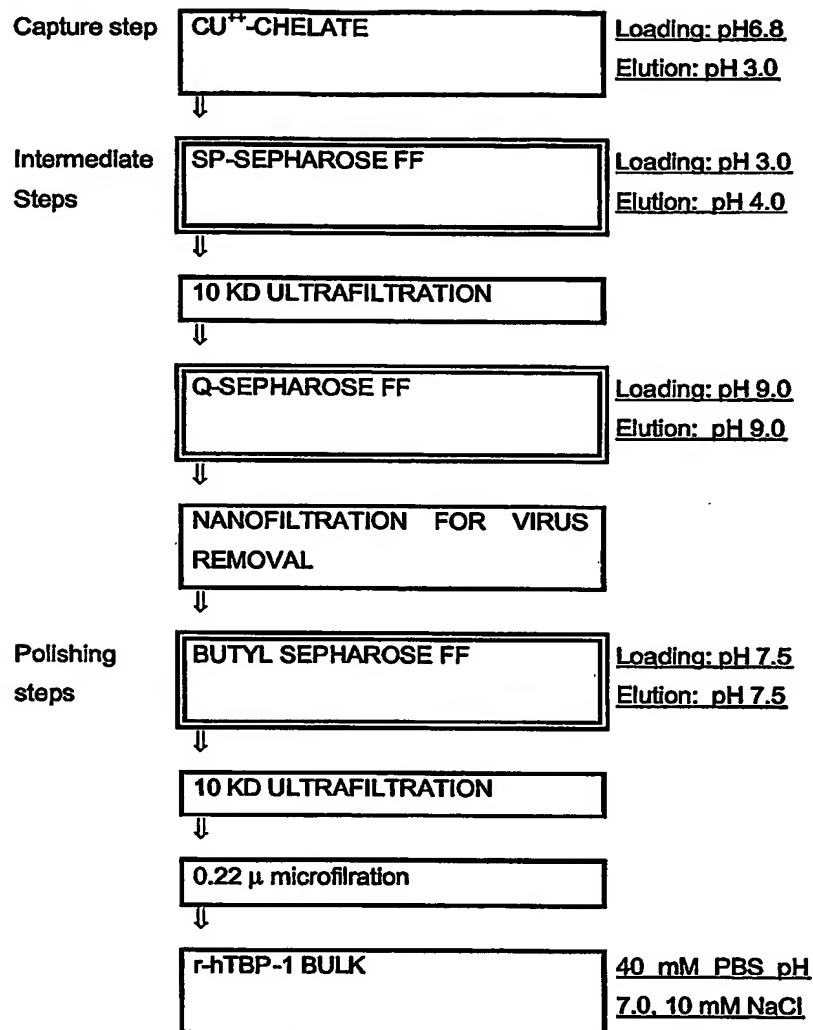 Capture step CU++-CHELATE Loading: pH6.8
Elution: pH 3.0
⇓
Intermediate SP-SEPHAROSE FF Loading: pH 3.0
Steps Elution: pH 4.0
⇓
10 KD ULTRAFILTRATION
⇓
Q-SEPHAROSE FF Loading: pH 9.0
Elution: pH 9.0
⇓
NANOFILTRATION FOR VIRUS
REMOVAL
⇓
Polishing BUTYL SEPHAROSE FF Loading: pH 7.5
steps Elution: pH 7.5
⇓
10 KD ULTRAFILTRATION
⇓
0.22 µ microfilration
⇓
r-hTBP-1 BULK 40 mM PBS pH
7.0, 10 mM NaCl